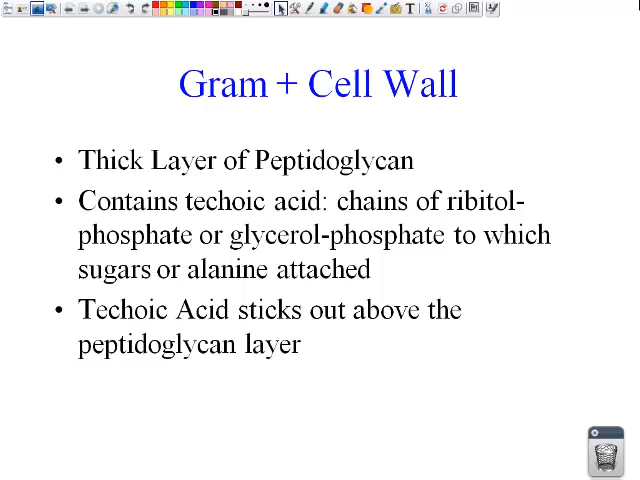 Gram + Cell Wall
• Thick Layer of Peptidoglycan
• Contains techoic acid: chains of ribitol-
phosphate or glycerol-phosphate to which
sugars or alanine attached
• Techoic Acid sticks out above the
peptidoglycan layer